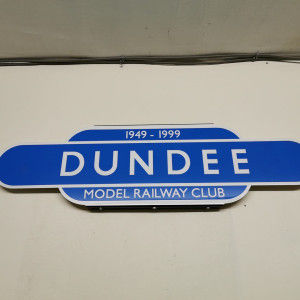 1949 - 1999
DUNDEE
MODEL RAILWAY CLUB